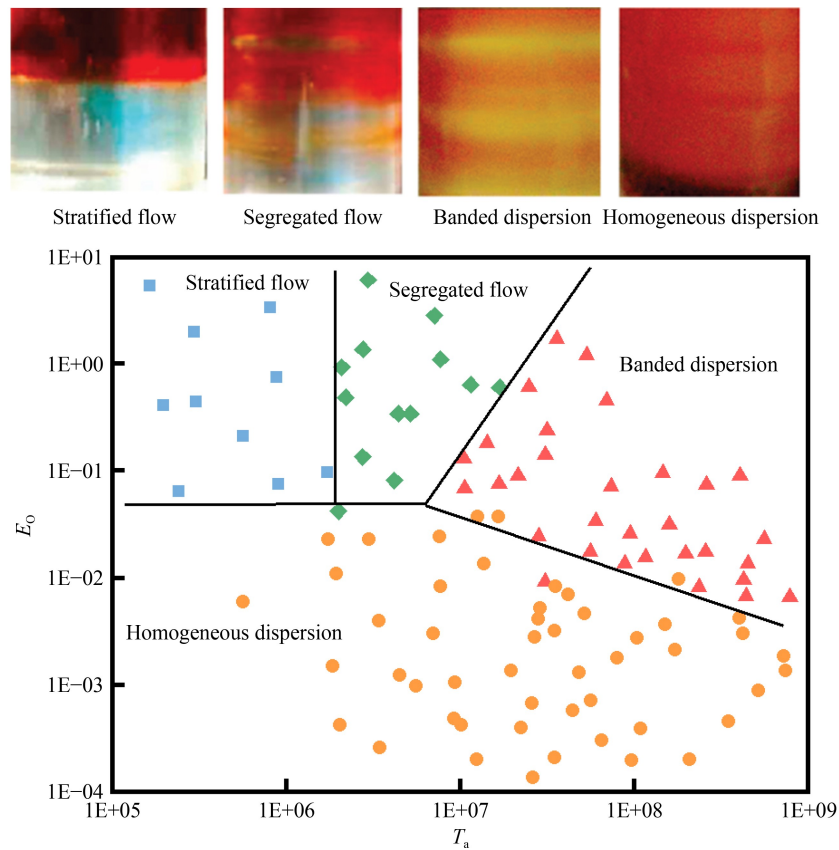 Stratified flow
Segregated flow
Banded dispersion
Homogeneous dispersion
1E+01
Stratified flow
Segregated flow
1E+00
Banded dispersion
1E−01
E_O
1E−02
Homogeneous dispersion
1E−03
1E−04
1E+05
1E+06
1E+07
1E+08
1E+09
T_a